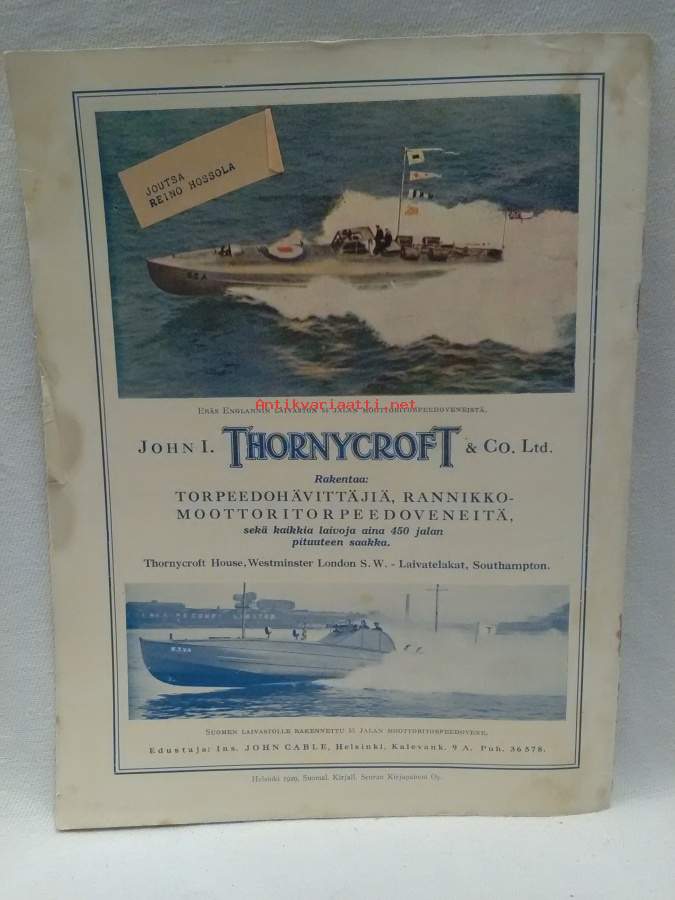 JOUTSA
REINO HOSSOLA
ERÄS ENGLANNIN LAIVASTON 55 JALAN MOOTTORITORPEEDOVENEISTÄ.
Antikvariaatti.net
JOHN I. THORNYCROFT & CO. Ltd.
Rakentaa:
TORPEEDOHÄVITTÄJIÄ, RANNIKKO-
MOOTTORITORPEEDOVENEITÄ,
sekä kaikkia laivoja aina 450 jalan
pituuteen saakka.
Thornycroft House, Westminster London S. W. - Laivatelakat, Southampton.
SUOMEN LAIVASTOLLE RAKENNETTU 55 JALAN MOOTTORITORPEEDOVENE.
Edustaja: Ins. JOHN CABLE, Helsinki, Kalevank. 9 A. Puh. 36578.
Helsinki 1929. Suomal. Kirjall. Seuran Kirjapainon Oy.